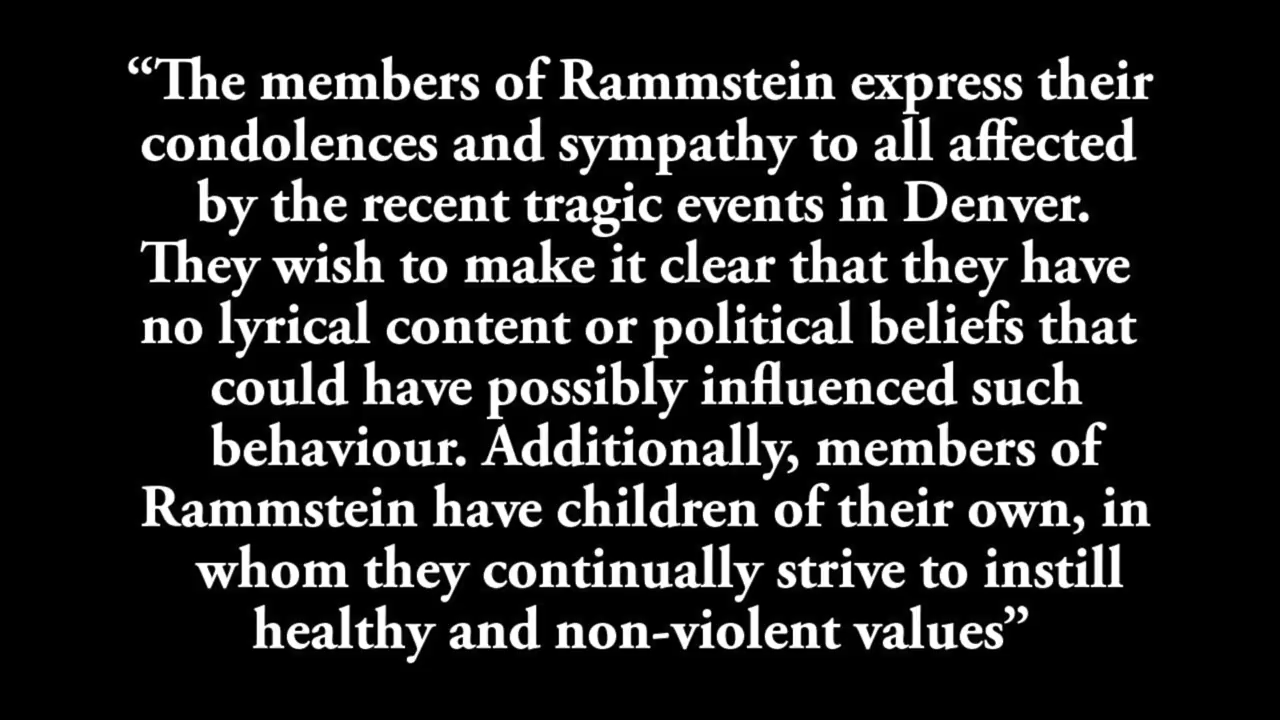 “The members of Rammstein express their
condolences and sympathy to all affected
by the recent tragic events in Denver.
They wish to make it clear that they have
no lyrical content or political beliefs that
could have possibly influenced such
behaviour. Additionally, members of
Rammstein have children of their own, in
whom they continually strive to instill
healthy and non-violent values”